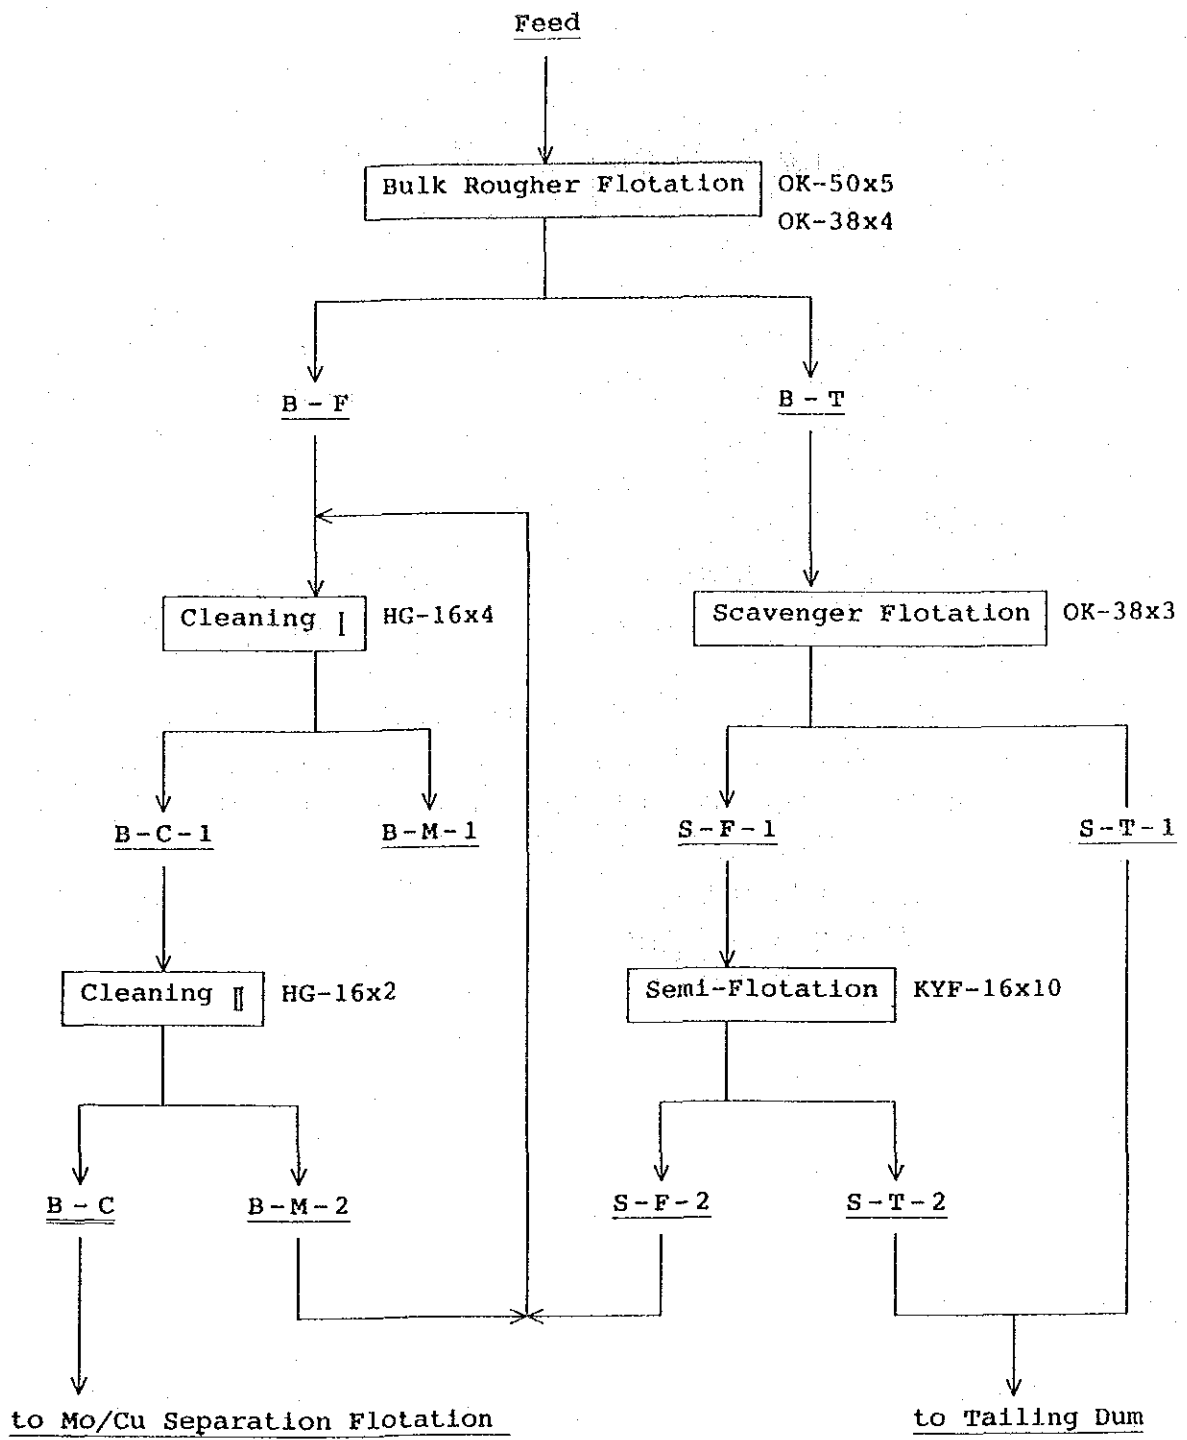 Feed
Bulk Rougher Flotation
OK-50x5
OK-38x4
B-F
B-T
Cleaning I
HG-16x4
Scavenger Flotation
OK-38x3
B-C-1
B-M-1
S-F-1
S-T-1
Cleaning II
HG-16x2
Semi-Flotation
KYF-16x10
B-C
B-M-2
S-F-2
S-T-2
to Mo/Cu Separation Flotation
to Tailing Dum